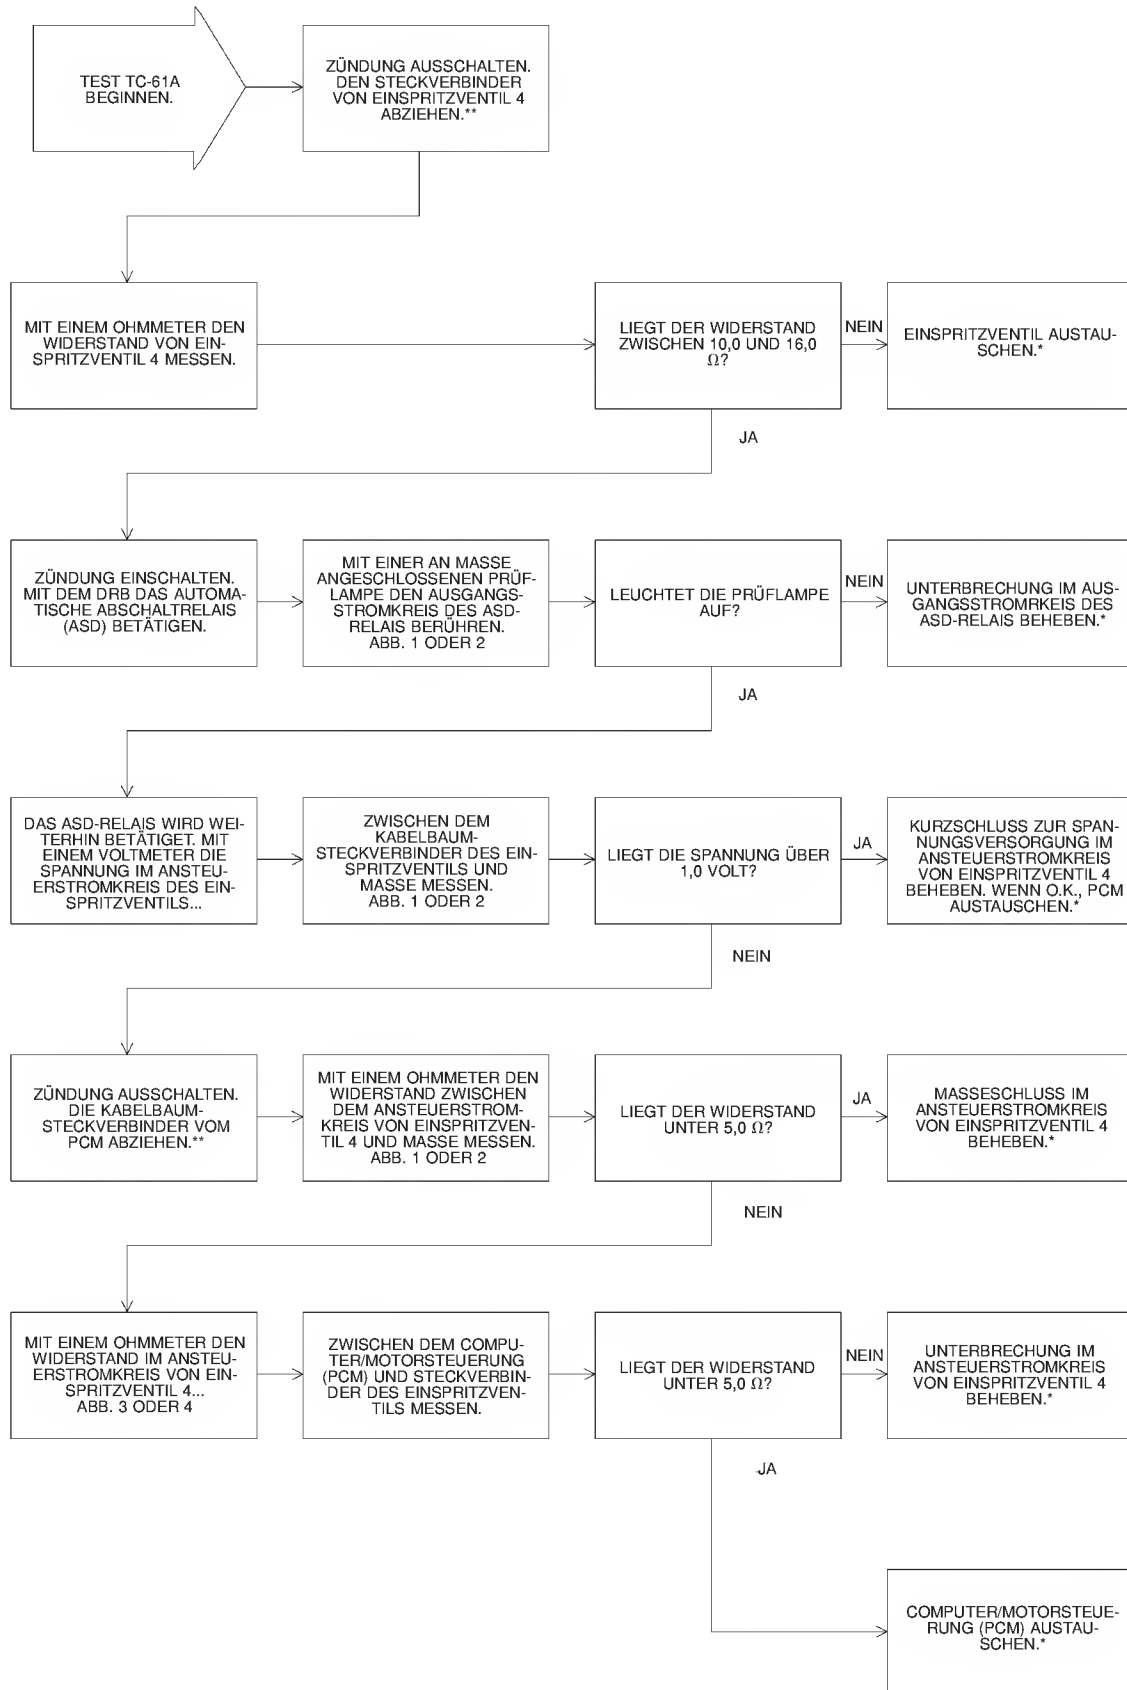 TEST TC-61A
BEGINNEN.
ZÜNDUNG AUSSCHALTEN.
DEN STECKVERBINDER
VON EINSPRITZVENTIL 4
ABZIEHEN.**
MIT EINEM OHMMETER DEN
WIDERSTAND VON EIN-
SPRITZVENTIL 4 MESSEN.
LIEGT DER WIDERSTAND
ZWISCHEN 10,0 UND 16,0
Ω?
NEIN
EINSPRITZVENTIL AUSTAU-
SCHEN.*
JA
ZÜNDUNG EINSCHALTEN.
MIT DEM DRB DAS AUTOMA-
TISCHE ABSCHALTRELAIS
(ASD) BETÄTIGEN.
MIT EINER AN MASSE
ANGESCHLOSSENEN PRÜF-
LAMPE DEN AUSGANGS-
STROMKREIS DES ASD-
RELAIS BERÜHREN.
ABB. 1 ODER 2
LEUCHTET DIE PRÜFLAMPE
AUF?
NEIN
UNTERBRECHUNG IM AUS-
GANGSSTROMRKEIS DES
ASD-RELAIS BEHEBEN.*
JA
DAS ASD-RELAIS WIRD WEI-
TERHIN BETÄTIGET. MIT
EINEM VOLTMETER DIE
SPANNUNG IM ANSTEU-
ERSTROMKREIS DES EIN-
SPRITZVENTILS...
ZWISCHEN DEM
KABELBAUM-
STECKVERBINDER DES EIN-
SPRITZVENTILS UND
MASSE MESSEN.
ABB. 1 ODER 2
LIEGT DIE SPANNUNG ÜBER
1,0 VOLT?
JA
KURZSCHLUSS ZUR SPAN-
NUNGSVERSORGUNG IM
ANSTEUERSTROMKREIS
VON EINSPRITZVENTIL 4
BEHEBEN. WENN O.K., PCM
AUSTAUSCHEN.*
NEIN
ZÜNDUNG AUSSCHALTEN.
DIE KABELBAUM-
STECKVERBINDER VOM
PCM ABZIEHEN.**
MIT EINEM OHMMETER DEN
WIDERSTAND ZWISCHEN
DEM ANSTEUERSTROM-
KREIS VON EINSPRITZVEN-
TIL 4 UND MASSE MESSEN.
ABB. 1 ODER 2
LIEGT DER WIDERSTAND
UNTER 5,0 Ω?
JA
MASSESCHLUSS IM
ANSTEUERSTROMKREIS
VON EINSPRITZVENTIL 4
BEHEBEN.*
NEIN
MIT EINEM OHMMETER DEN
WIDERSTAND IM ANSTEU-
ERSTROMKREIS VON EIN-
SPRITZVENTIL 4...
ABB. 3 ODER 4
ZWISCHEN DEM COMPU-
TER/MOTORSTEUERUNG
(PCM) UND STECKVERBIN-
DER DES EINSPRITZVEN-
TILS MESSEN.
LIEGT DER WIDERSTAND
UNTER 5,0 Ω?
NEIN
UNTERBRECHUNG IM
ANSTEUERSTROMKREIS
VON EINSPRITZVENTIL 4
BEHEBEN.*
JA
COMPUTER/MOTORSTEUE-
RUNG (PCM) AUSTAU-
SCHEN.*